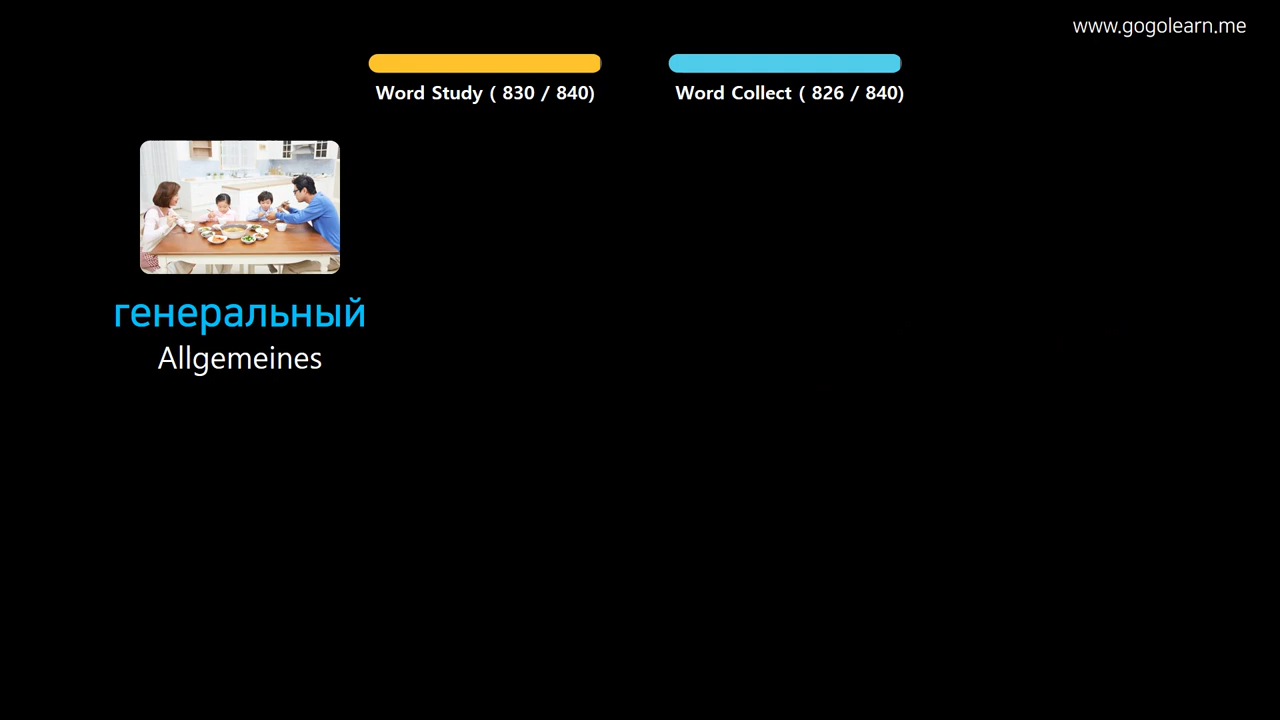 www.gogolearn.me
Word Study ( 830 / 840)
Word Collect ( 826 / 840)
генеральный
Allgemeines